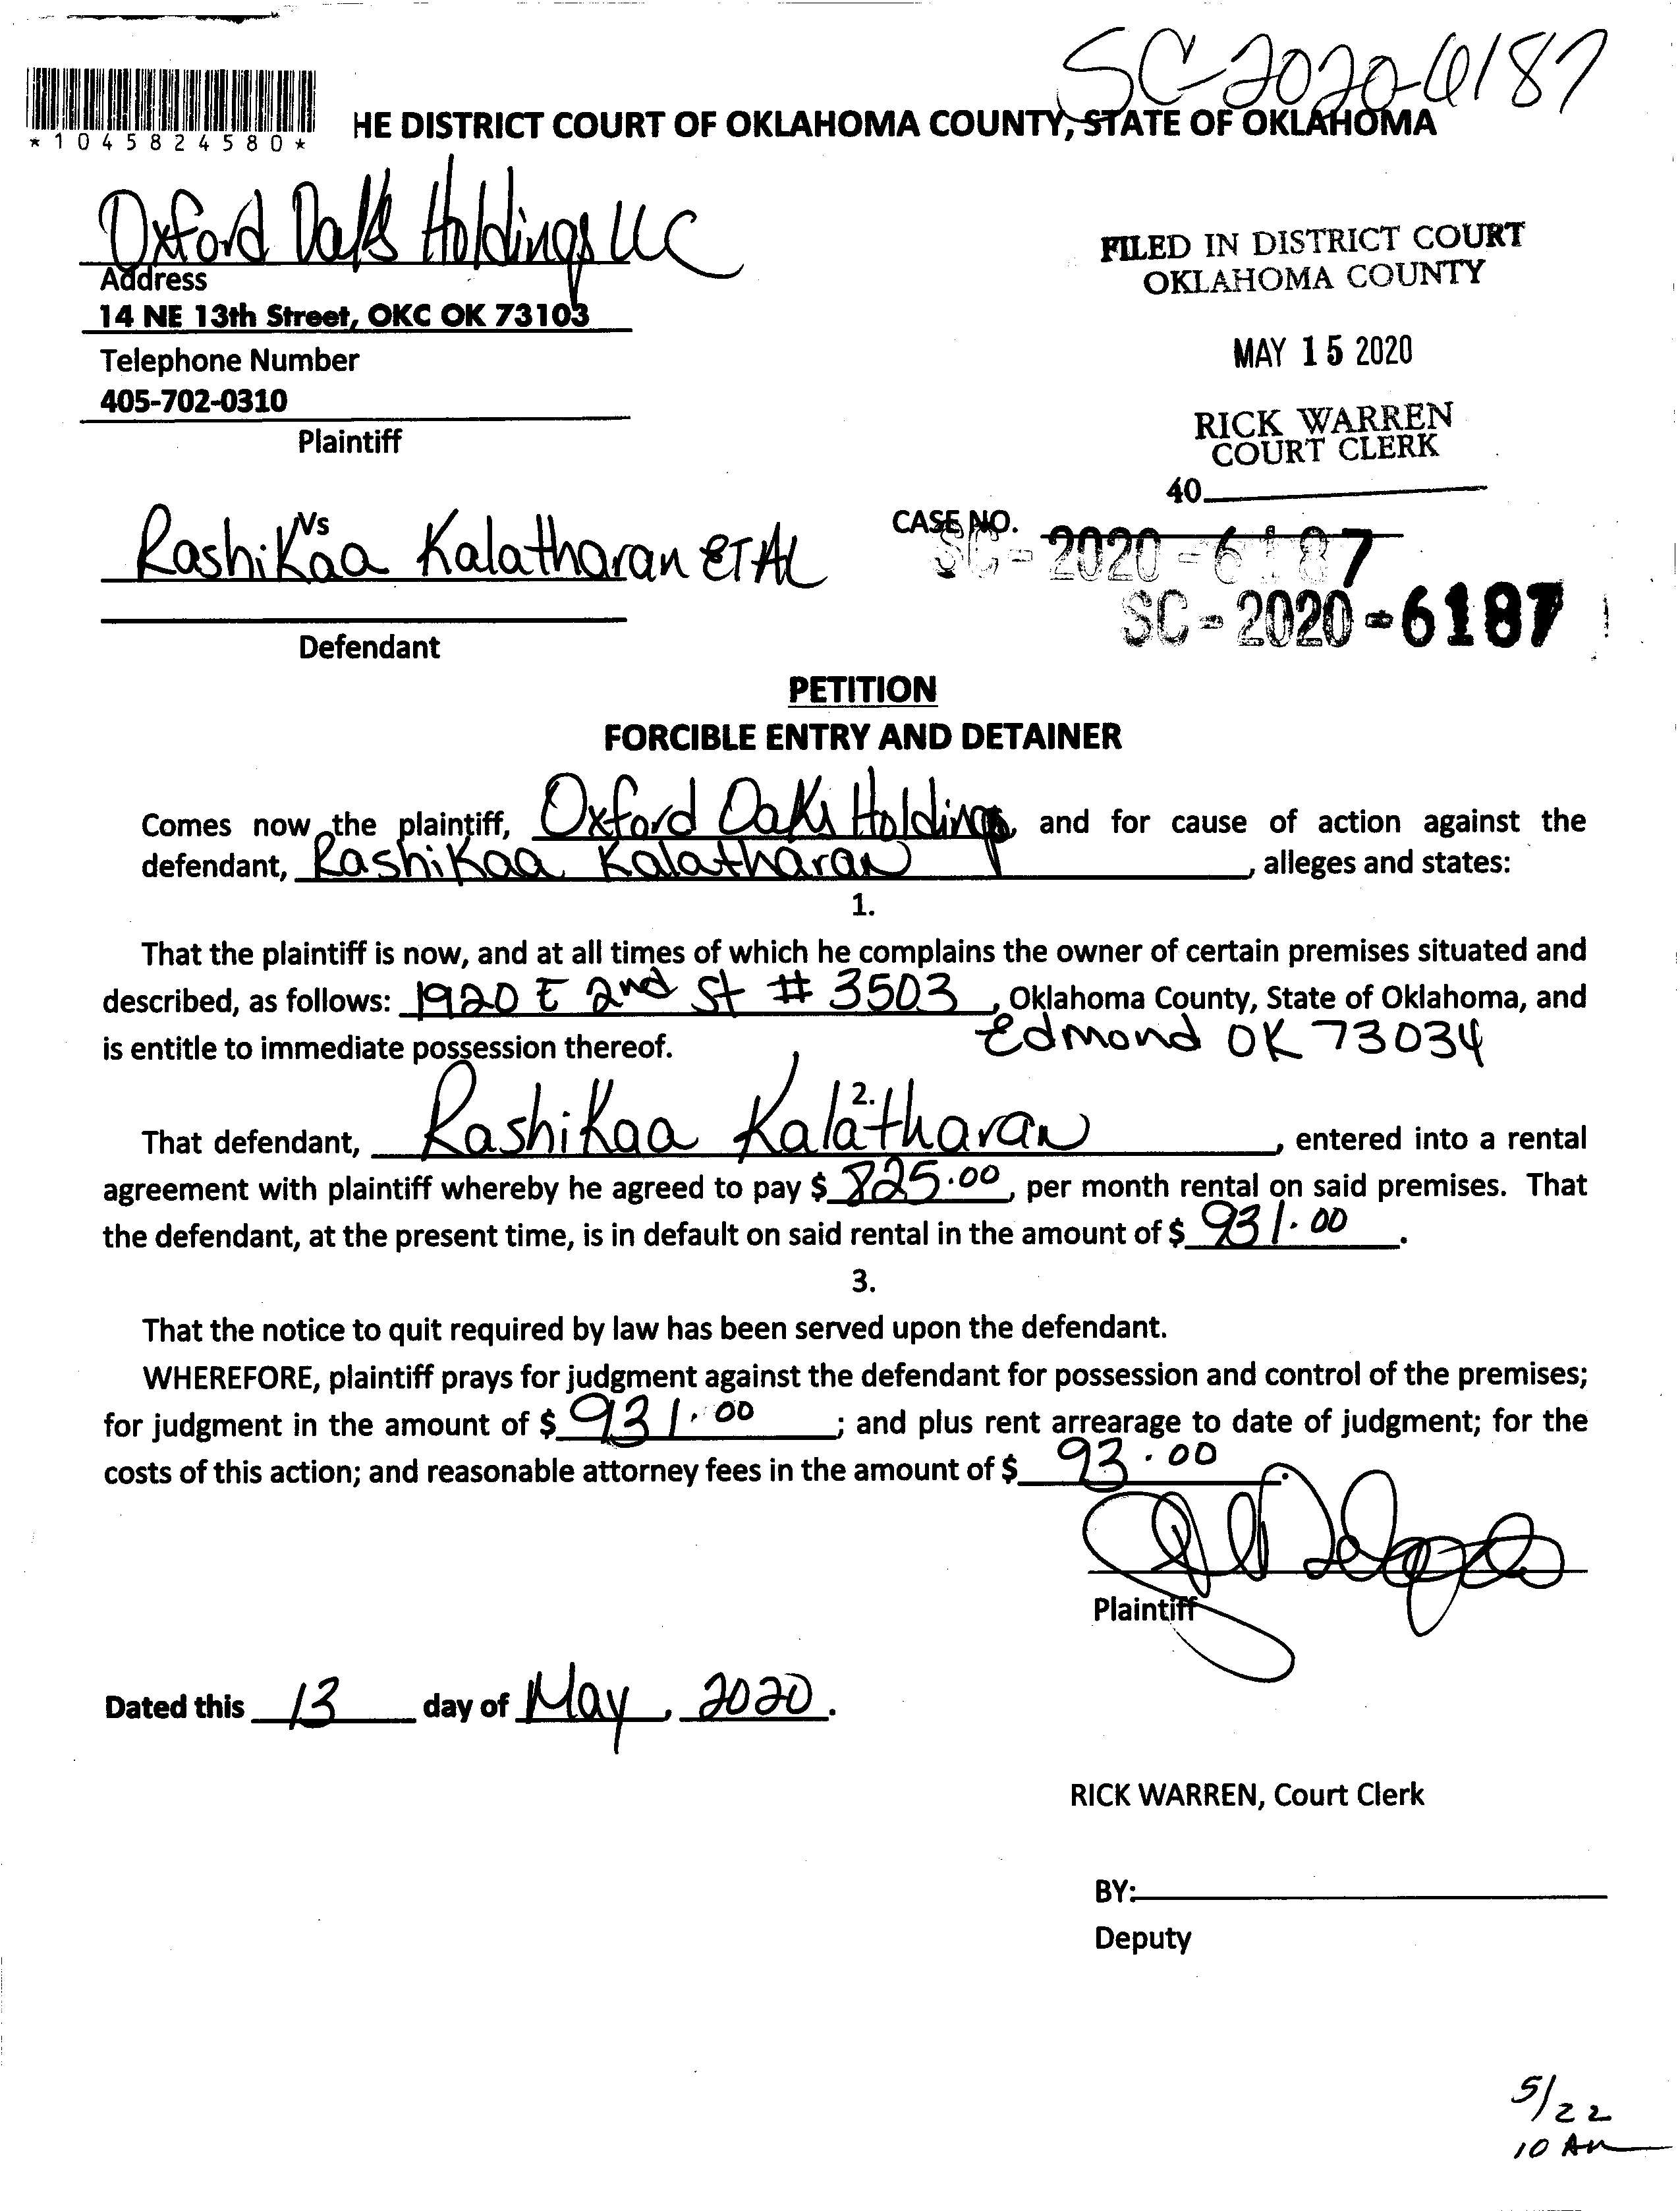 SC-2020-6187
*1045824580*
HE DISTRICT COURT OF OKLAHOMA COUNTY, STATE OF OKLAHOMA
Oxford Oaks Holdings LLC
Address
14 NE 13th Street, OKC OK 73103
Telephone Number
405-702-0310
Plaintiff
FILED IN DISTRICT COURT
OKLAHOMA COUNTY
MAY 15 2020
RICK WARREN
COURT CLERK
40
Vs
Rashikaa Kalatharan ET AL
Defendant
CASE NO.
SC-2020-6187
SC-2020-6187
PETITION
FORCIBLE ENTRY AND DETAINER
Comes now the plaintiff, Oxford Oaks Holdings, and for cause of action against the
defendant, Rashikaa Kalatharan, alleges and states:
1.
That the plaintiff is now, and at all times of which he complains the owner of certain premises situated and
described, as follows: 1920 E 2nd St # 3503, Oklahoma County, State of Oklahoma, and
is entitle to immediate possession thereof. Edmond OK 73034
2.
That defendant, Rashikaa Kalatharan, entered into a rental
agreement with plaintiff whereby he agreed to pay $ 825.00, per month rental on said premises. That
the defendant, at the present time, is in default on said rental in the amount of $ 931.00.
3.
That the notice to quit required by law has been served upon the defendant.
WHEREFORE, plaintiff prays for judgment against the defendant for possession and control of the premises;
for judgment in the amount of $ 931.00; and plus rent arrearage to date of judgment; for the
costs of this action; and reasonable attorney fees in the amount of $ 93.00.
Plaintiff
Dated this 13 day of May, 2020.
RICK WARREN, Court Clerk
BY:
Deputy
5/22
10 AM